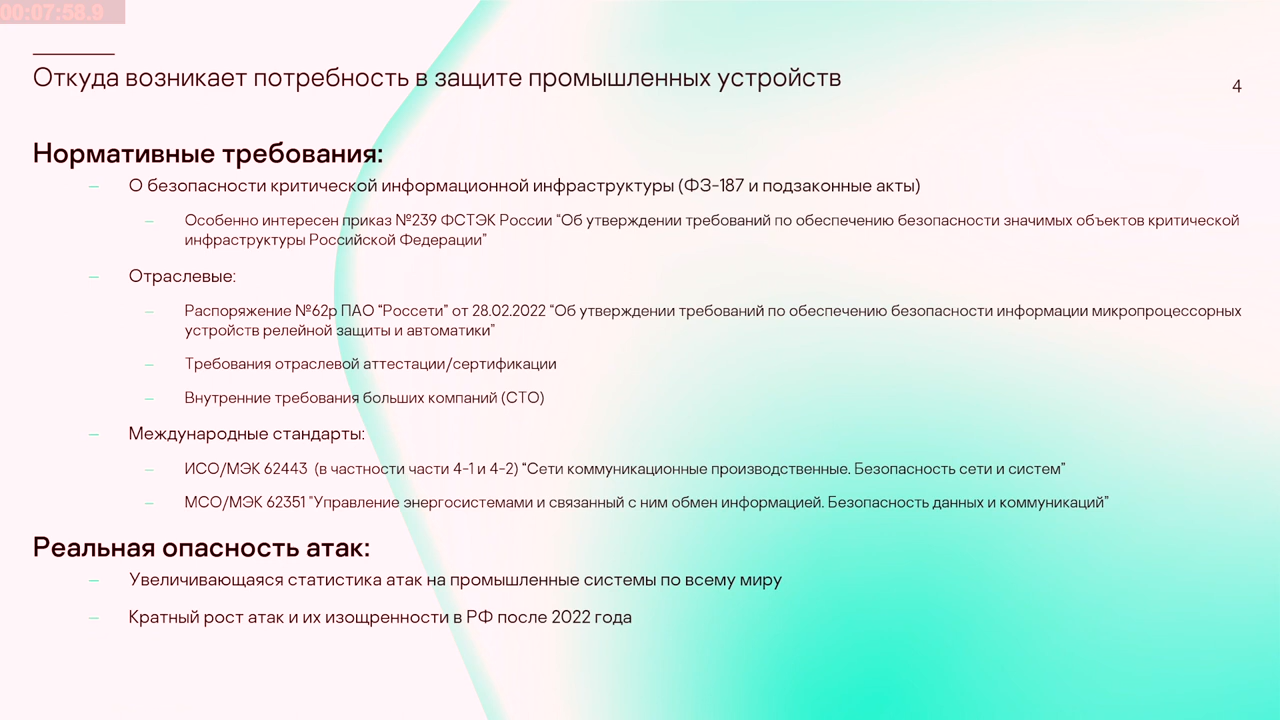 00:07:58.9
Откуда возникает потребность в защите промышленных устройств
4
Нормативные требования:
– О безопасности критической информационной инфраструктуры (ФЗ-187 и подзаконные акты)
– Особенно интересен приказ №239 ФСТЭК России “Об утверждении требований по обеспечению безопасности значимых объектов критической
инфраструктуры Российской Федерации”
– Отраслевые:
– Распоряжение №62р ПАО “Россети” от 28.02.2022 “Об утверждении требований по обеспечению безопасности информации микропроцессорных
устройств релейной защиты и автоматики”
– Требования отраслевой аттестации/сертификации
– Внутренние требования больших компаний (СТО)
– Международные стандарты:
– ИСО/МЭК 62443 (в частности части 4-1 и 4-2) “Сети коммуникационные производственные. Безопасность сети и систем”
– МСО/МЭК 62351 "Управление энергосистемами и связанный с ним обмен информацией. Безопасность данных и коммуникаций”
Реальная опасность атак:
– Увеличивающаяся статистика атак на промышленные системы по всему миру
– Кратный рост атак и их изощренности в РФ после 2022 года